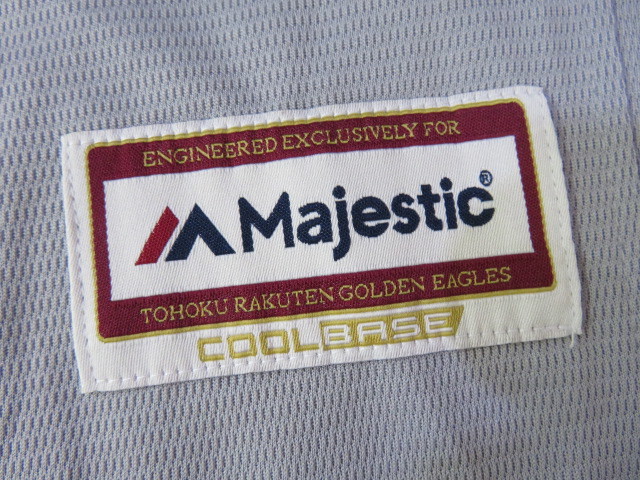 ENGINEERED EXCLUSIVELY FOR
Majestic®
TOHOKU RAKUTEN GOLDEN EAGLES
COOLBASE